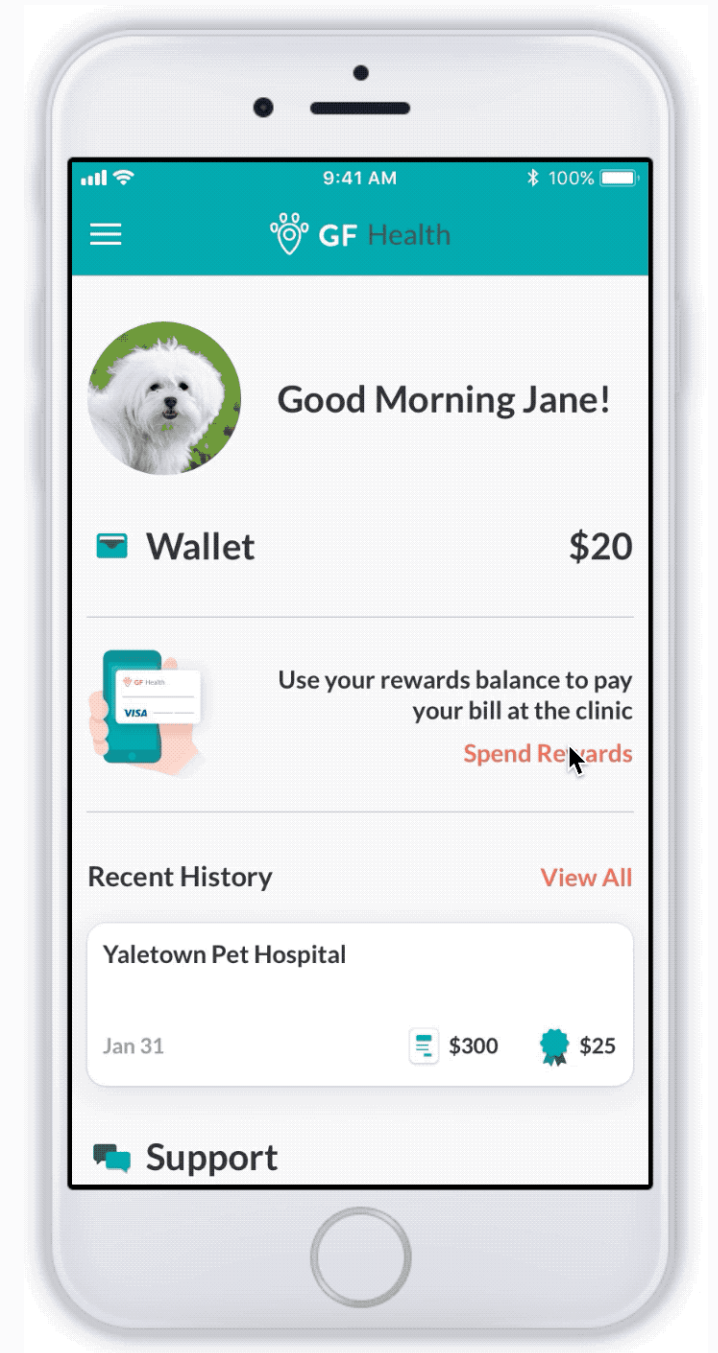 9:41 AM
100%
GF Health
Good Morning Jane!
Wallet
$20
GF Health
VISA
Use your rewards balance to pay
your bill at the clinic
Spend Rewards
Recent History
View All
Yaletown Pet Hospital
Jan 31
$300
$25
Support